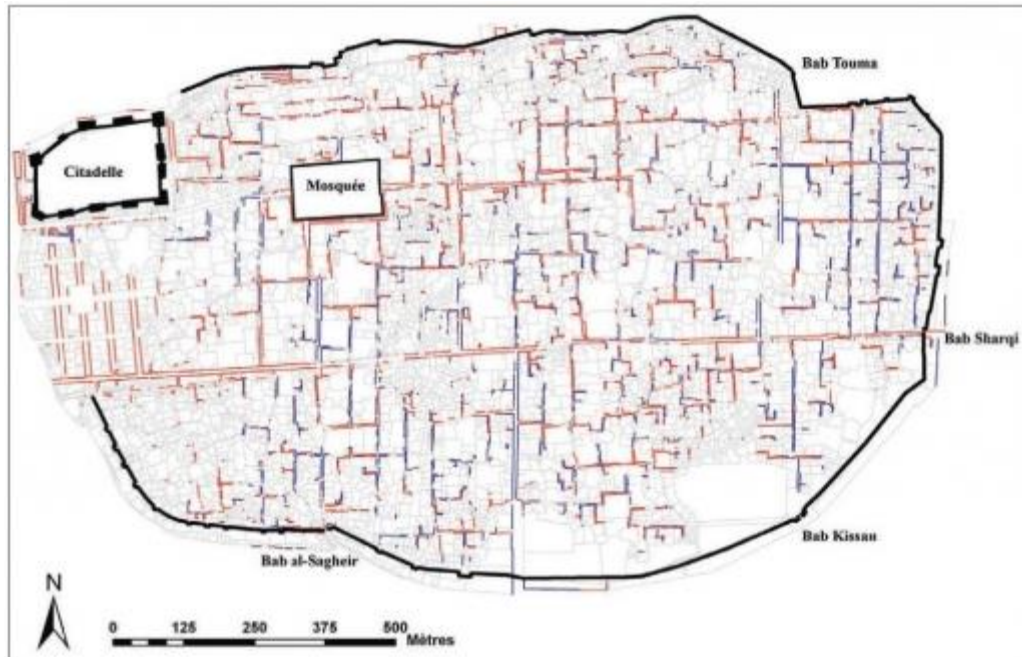 Bab Touma
Citadelle
Mosquée
Bab Sharqi
Bab Kissan
Bab al-Sagheir
N
0 125 250 375 500
Mètres